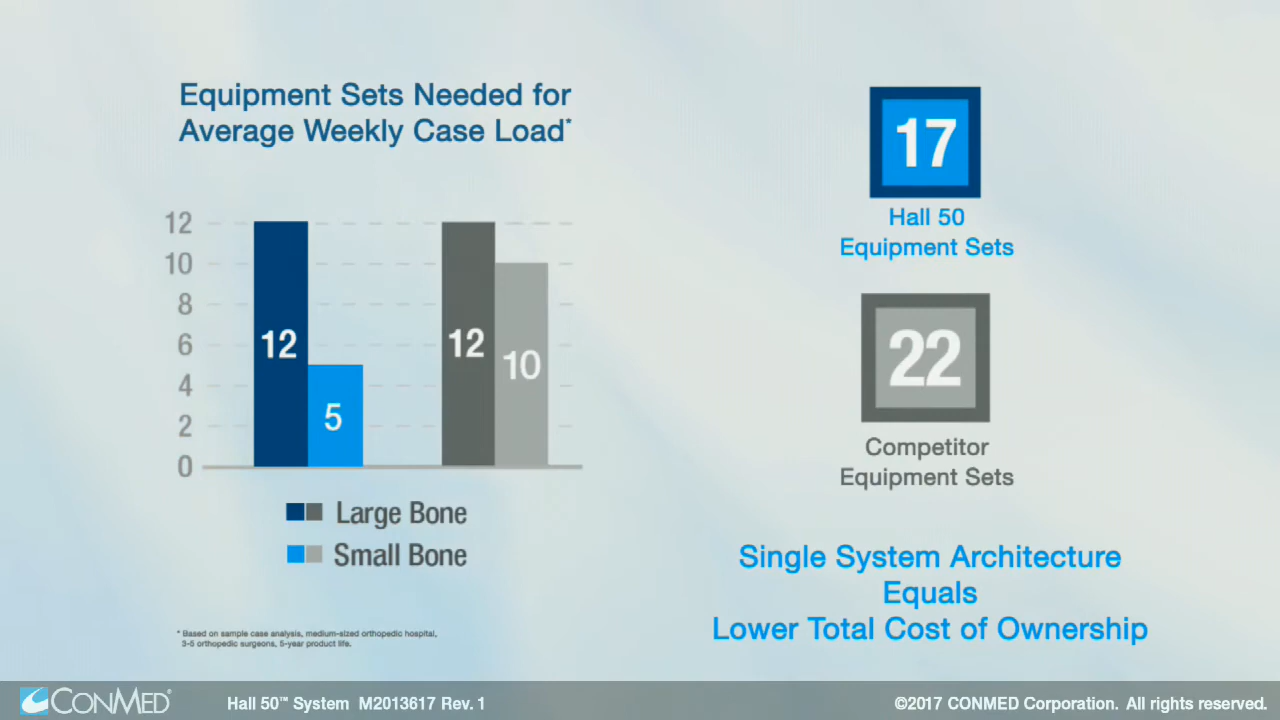 Equipment Sets Needed for
Average Weekly Case Load*
12
10
8
6
4
2
0
12
5
12
10
Large Bone
Small Bone
* Based on sample case analysis, medium-sized orthopedic hospital,
3-5 orthopedic surgeons, 5-year product life.
17
Hall 50
Equipment Sets
22
Competitor
Equipment Sets
Single System Architecture
Equals
Lower Total Cost of Ownership
CONMED®
Hall 50™ System M2013617 Rev. 1
©2017 CONMED Corporation. All rights reserved.